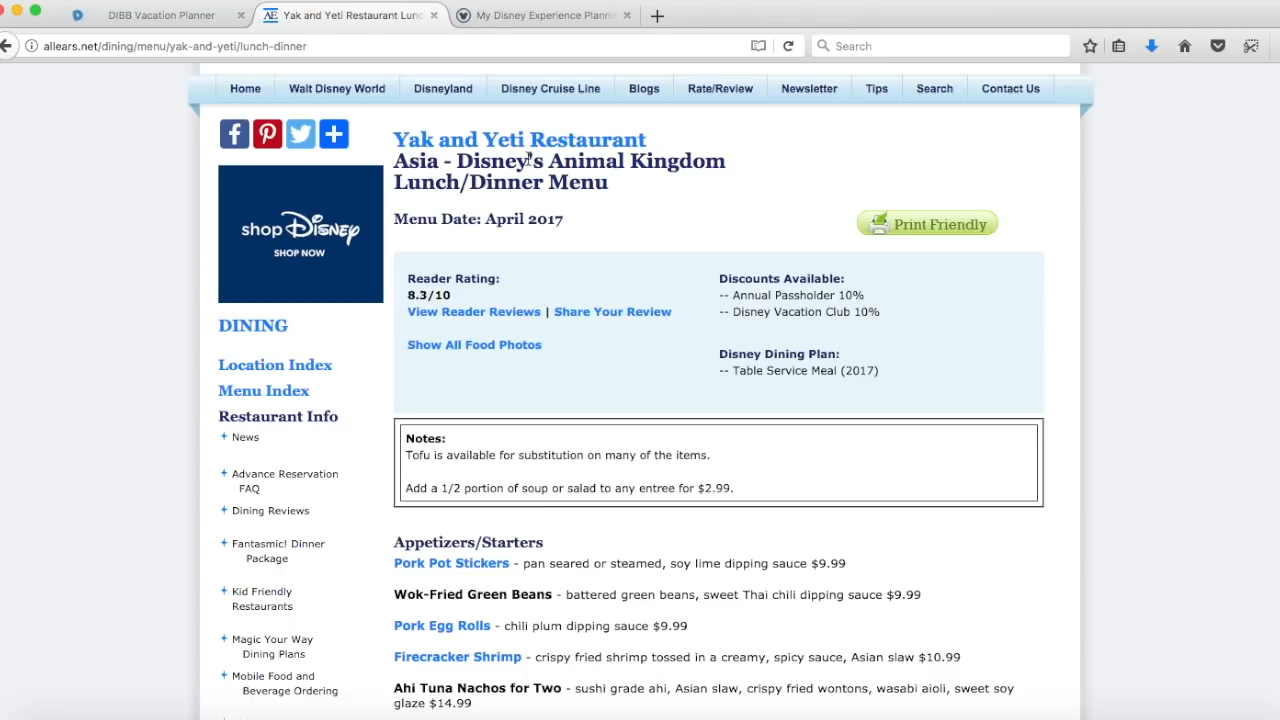 DIBB Vacation Planner
Yak and Yeti Restaurant Lunc
My Disney Experience Planni
allears.net/dining/menu/yak-and-yeti/lunch-dinner
Search
Home
Walt Disney World
Disneyland
Disney Cruise Line
Blogs
Rate/Review
Newsletter
Tips
Search
Contact Us
shop Disney
SHOP NOW
DINING
Location Index
Menu Index
Restaurant Info
News
Advance Reservation
FAQ
Dining Reviews
Fantasmic! Dinner
Package
Kid Friendly
Restaurants
Magic Your Way
Dining Plans
Mobile Food and
Beverage Ordering
Yak and Yeti Restaurant
Asia - Disney's Animal Kingdom
Lunch/Dinner Menu
Menu Date: April 2017
Print Friendly
Reader Rating:
8.3/10
View Reader Reviews | Share Your Review
Show All Food Photos
Discounts Available:
-- Annual Passholder 10%
-- Disney Vacation Club 10%
Disney Dining Plan:
-- Table Service Meal (2017)
Notes:
Tofu is available for substitution on many of the items.
Add a 1/2 portion of soup or salad to any entree for $2.99.
Appetizers/Starters
Pork Pot Stickers - pan seared or steamed, soy lime dipping sauce $9.99
Wok-Fried Green Beans - battered green beans, sweet Thai chili dipping sauce $9.99
Pork Egg Rolls - chili plum dipping sauce $9.99
Firecracker Shrimp - crispy fried shrimp tossed in a creamy, spicy sauce, Asian slaw $10.99
Ahi Tuna Nachos for Two - sushi grade ahi, Asian slaw, crispy fried wontons, wasabi aioli, sweet soy
glaze $14.99